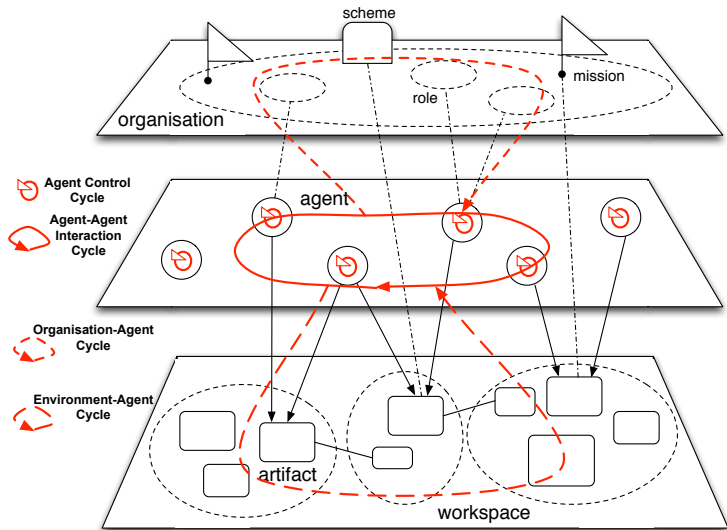 scheme
mission
role
organisation
Agent Control
Cycle
agent
Agent-Agent
Interaction
Cycle
Organisation-Agent
Cycle
Environment-Agent
Cycle
artifact
workspace